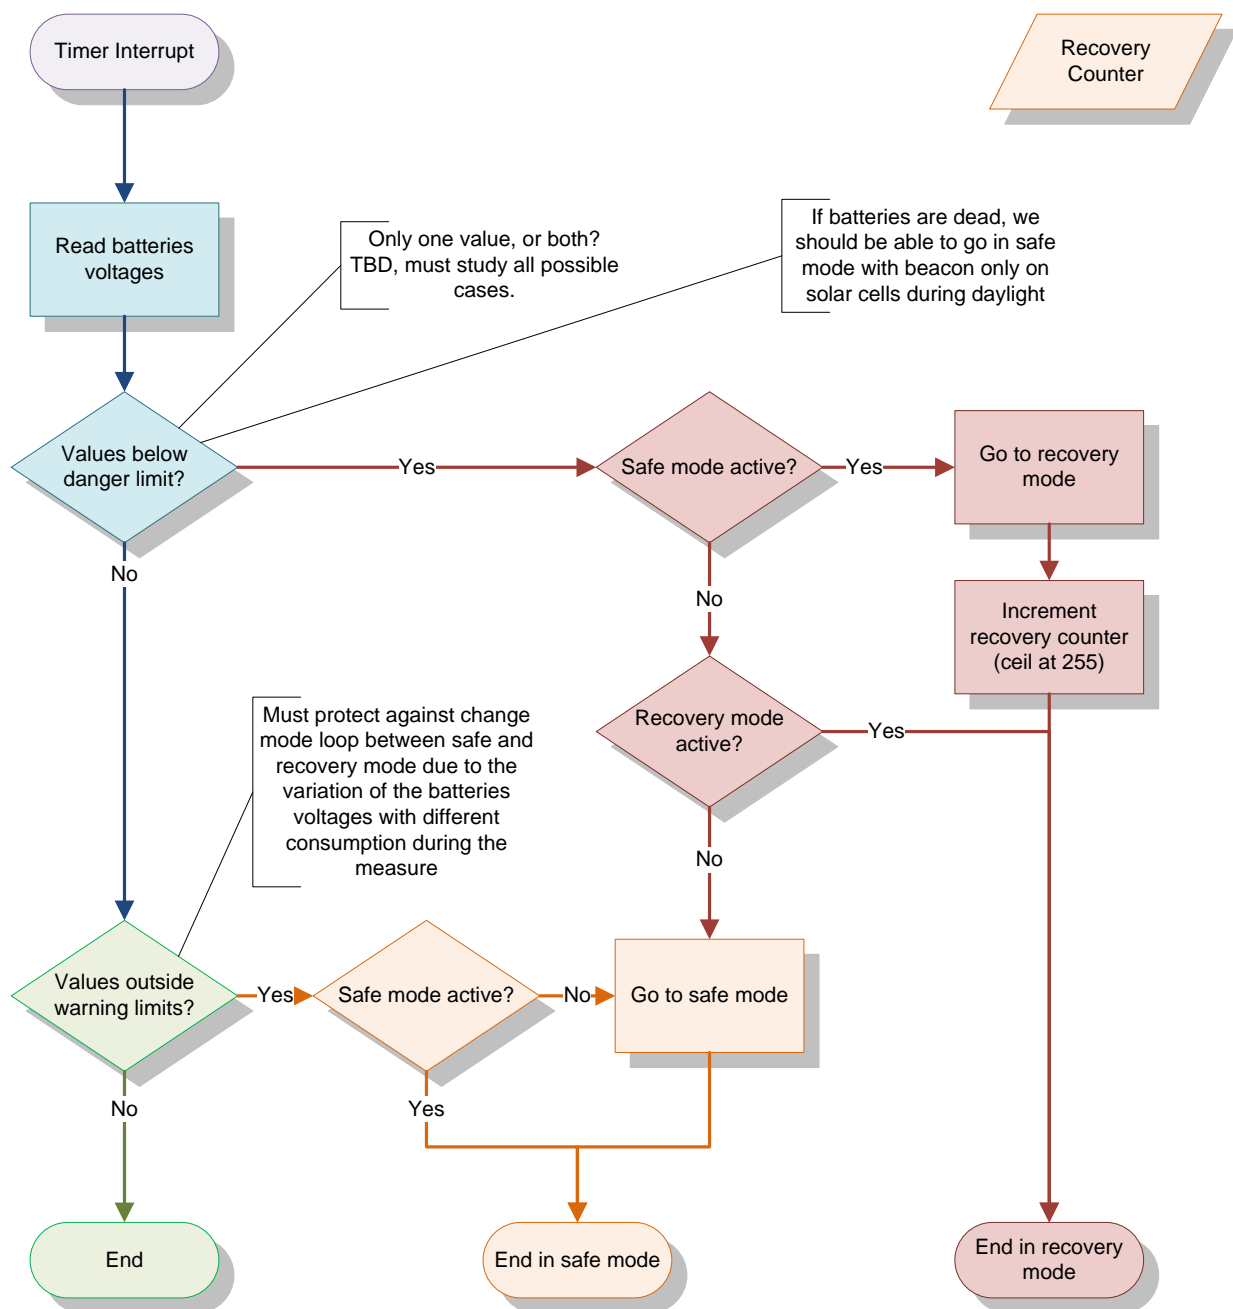 Timer Interrupt
Recovery
Counter
Read batteries
voltages
Only one value, or both?
TBD, must study all possible
cases.
If batteries are dead, we
should be able to go in safe
mode with beacon only on
solar cells during daylight
Values below
danger limit?
Yes
Safe mode active?
Yes
Go to recovery
mode
No
No
Increment
recovery counter
(ceil at 255)
Must protect against change
mode loop between safe and
recovery mode due to the
variation of the batteries
voltages with different
consumption during the
measure
Recovery mode
active?
Yes
No
Values outside
warning limits?
Yes
Safe mode active?
No
Go to safe mode
No
Yes
End
End in safe mode
End in recovery
mode